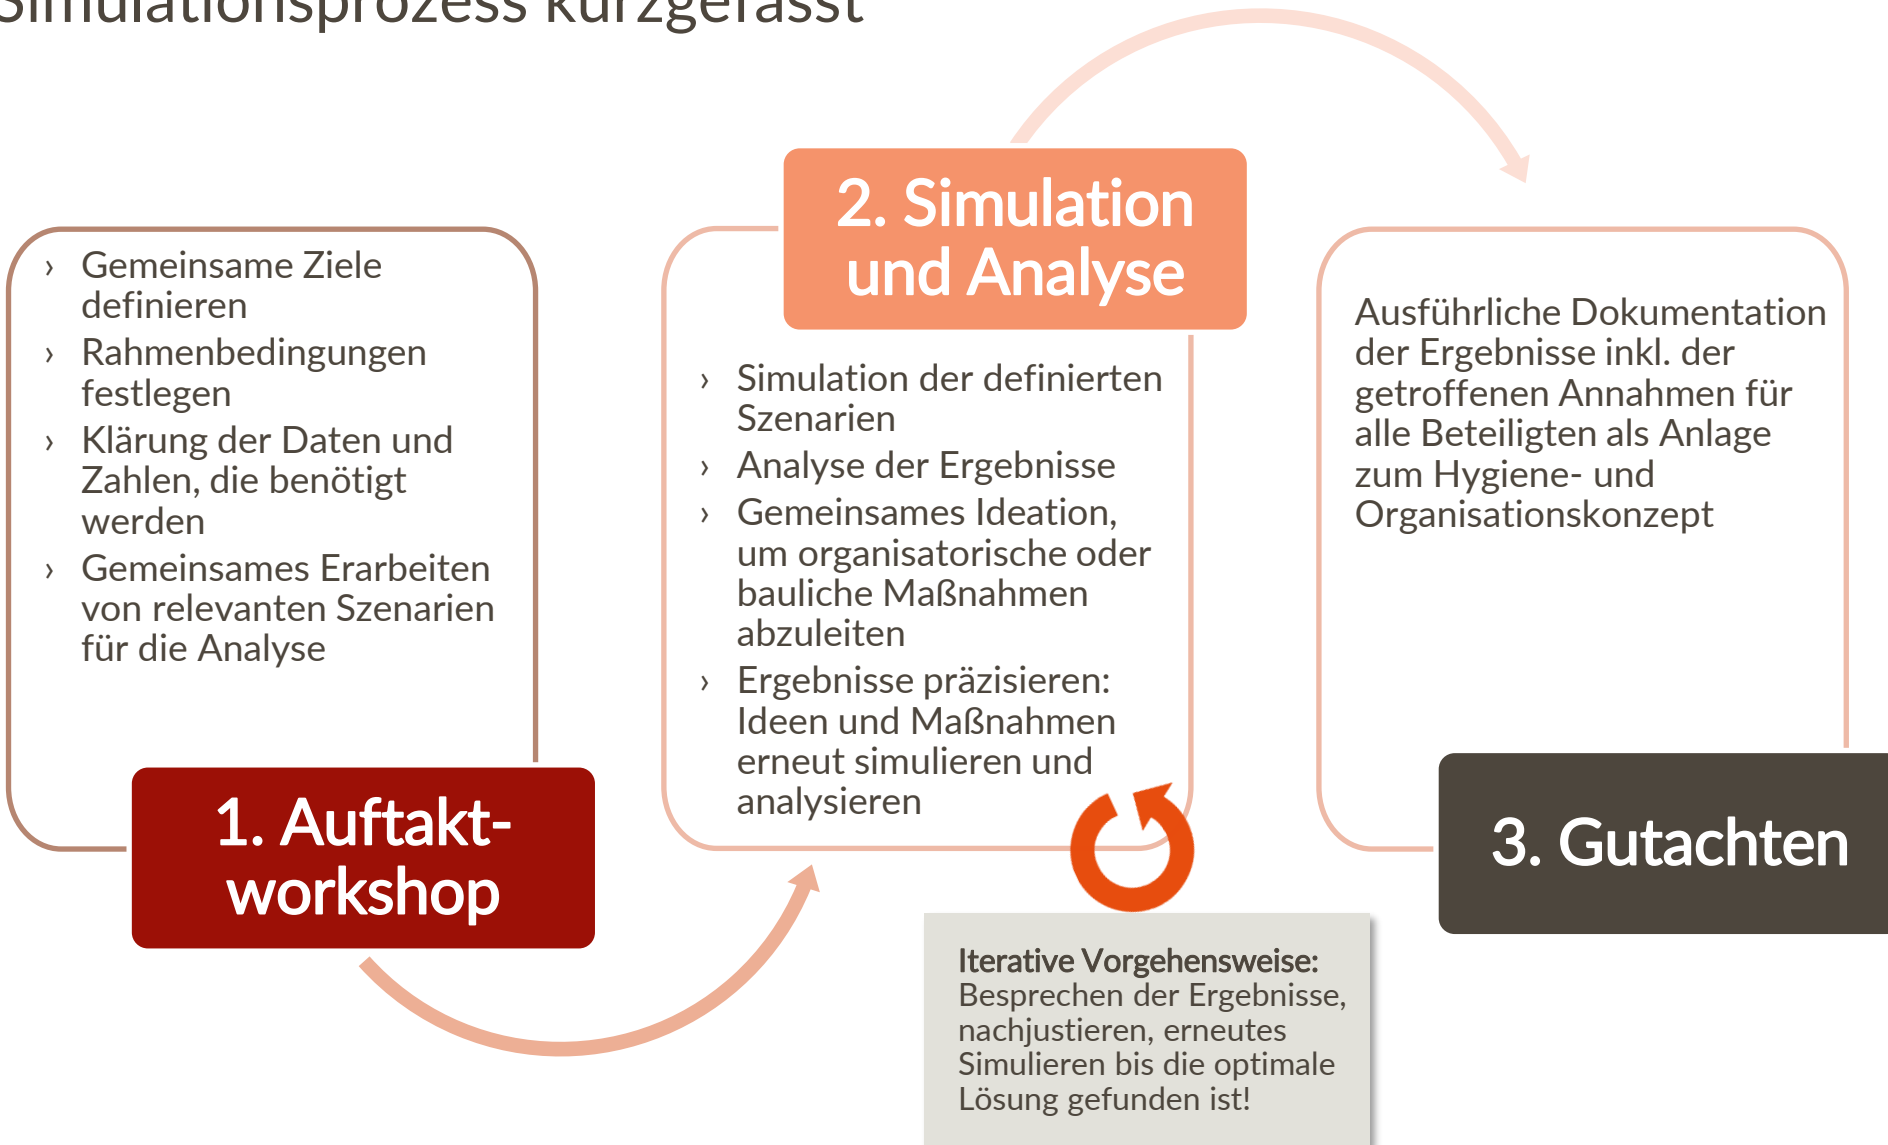 Simulationsprozess kurzgefasst
› Gemeinsame Ziele
definieren
› Rahmenbedingungen
festlegen
› Klärung der Daten und
Zahlen, die benötigt
werden
› Gemeinsames Erarbeiten
von relevanten Szenarien
für die Analyse
1. Auftakt-
workshop
2. Simulation
und Analyse
› Simulation der definierten
Szenarien
› Analyse der Ergebnisse
› Gemeinsames Ideation,
um organisatorische oder
bauliche Maßnahmen
abzuleiten
› Ergebnisse präzisieren:
Ideen und Maßnahmen
erneut simulieren und
analysieren
Iterative Vorgehensweise:
Besprechen der Ergebnisse,
nachjustieren, erneutes
Simulieren bis die optimale
Lösung gefunden ist!
Ausführliche Dokumentation
der Ergebnisse inkl. der
getroffenen Annahmen für
alle Beteiligten als Anlage
zum Hygiene- und
Organisationskonzept
3. Gutachten